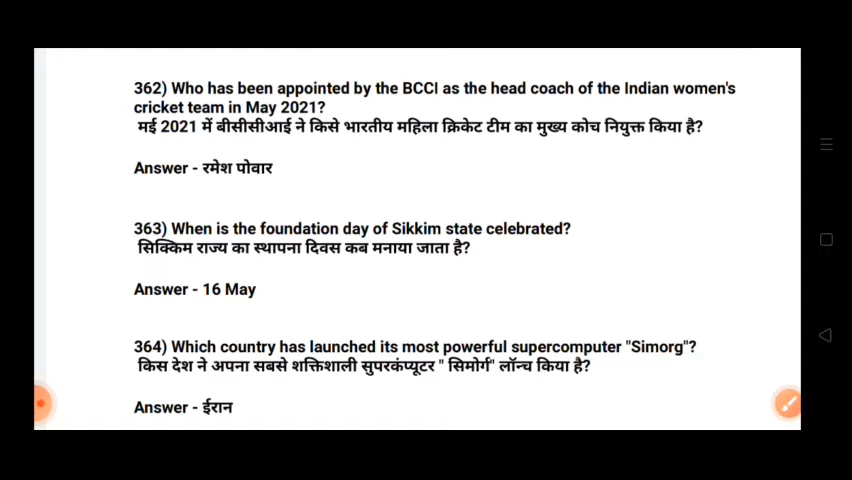 362) Who has been appointed by the BCCI as the head coach of the Indian women's
cricket team in May 2021?
मई 2021 में बीसीसीआई ने किसे भारतीय महिला क्रिकेट टीम का मुख्य कोच नियुक्त किया है?
Answer - रमेश पोवार
363) When is the foundation day of Sikkim state celebrated?
सिक्किम राज्य का स्थापना दिवस कब मनाया जाता है?
Answer - 16 May
364) Which country has launched its most powerful supercomputer "Simorg"?
किस देश ने अपना सबसे शक्तिशाली सुपरकंप्यूटर " सिमोर्ग" लॉन्च किया है?
Answer - ईरान